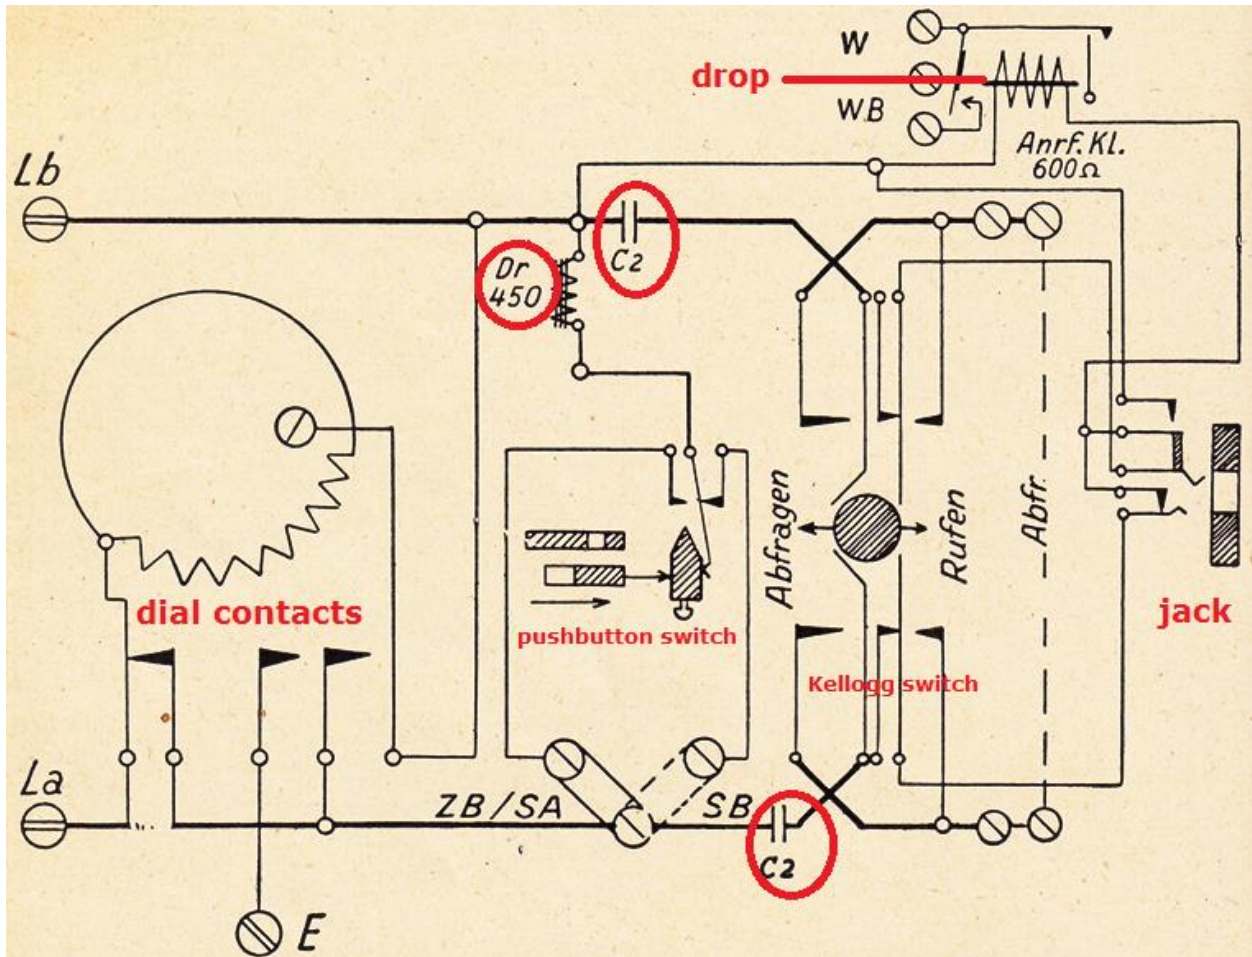 W
drop
W.B
Anrf. Kl.
600Ω
Lb
Dr
450
C2
Abfragen
Rufen
Abfr.
dial contacts
pushbutton switch
Kellogg switch
jack
La
ZB/SA
SB
C2
E